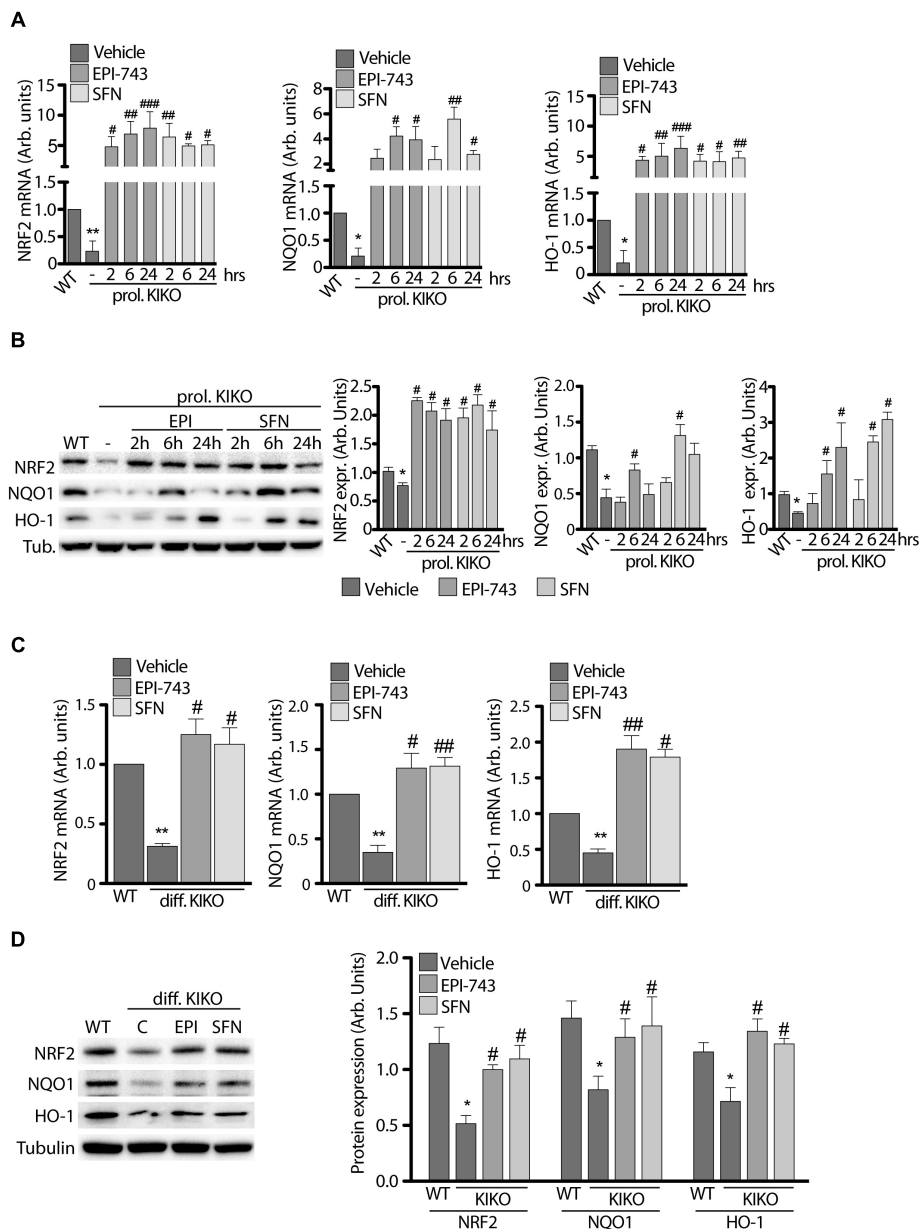 A
Vehicle
EPI-743
SFN
NRF2 mRNA (Arb. units)
15
10
5
1.0
0.5
0
** # ## ### ## # #
WT - 2 6 24 2 6 24 hrs
prol. KIKO
Vehicle
EPI-743
SFN
NQO1 mRNA (Arb. units)
8
6
4
2
1.5
1.0
0.5
0
* # # ## #
WT - 2 6 24 2 6 24 hrs
prol. KIKO
Vehicle
EPI-743
SFN
HO-1 mRNA (Arb. units)
15
10
5
1.5
1.0
0.5
0
* # ## ### # # ##
WT - 2 6 24 2 6 24 hrs
prol. KIKO
B
prol. KIKO
EPI SFN
WT - 2h 6h 24h 2h 6h 24h
NRF2
NQO1
HO-1
Tub.
NRF2 expr. (Arb. Units)
2.5
2.0
1.5
1.0
0.5
0
* # # # # # #
WT - 2 6 24 2 6 24 hrs
prol. KIKO
NQO1 expr. (Arb. Units)
2.0
1.5
1.0
0.5
0
* # #
WT - 2 6 24 2 6 24
prol. KIKO
HO-1 expr. (Arb. Units)
4
3
2
1
0
* # # # #
WT - 2 6 24 2 6 24 hrs
prol. KIKO
Vehicle EPI-743 SFN
C
Vehicle
EPI-743
SFN
NRF2 mRNA (Arb. units)
1.5
1.0
0.5
0
** # #
WT diff. KIKO
Vehicle
EPI-743
SFN
NQO1 mRNA (Arb. units)
2.0
1.5
1.0
0.5
0
** # ##
WT diff. KIKO
Vehicle
EPI-743
SFN
HO-1 mRNA (Arb. units)
2.5
2.0
1.5
1.0
0.5
0
** ## #
WT diff. KIKO
D
diff. KIKO
WT C EPI SFN
NRF2
NQO1
HO-1
Tubulin
Vehicle
EPI-743
SFN
Protein expression (Arb. Units)
2.0
1.5
1.0
0.5
0.0
* # # * # # * # #
WT KIKO WT KIKO WT KIKO
NRF2 NQO1 HO-1